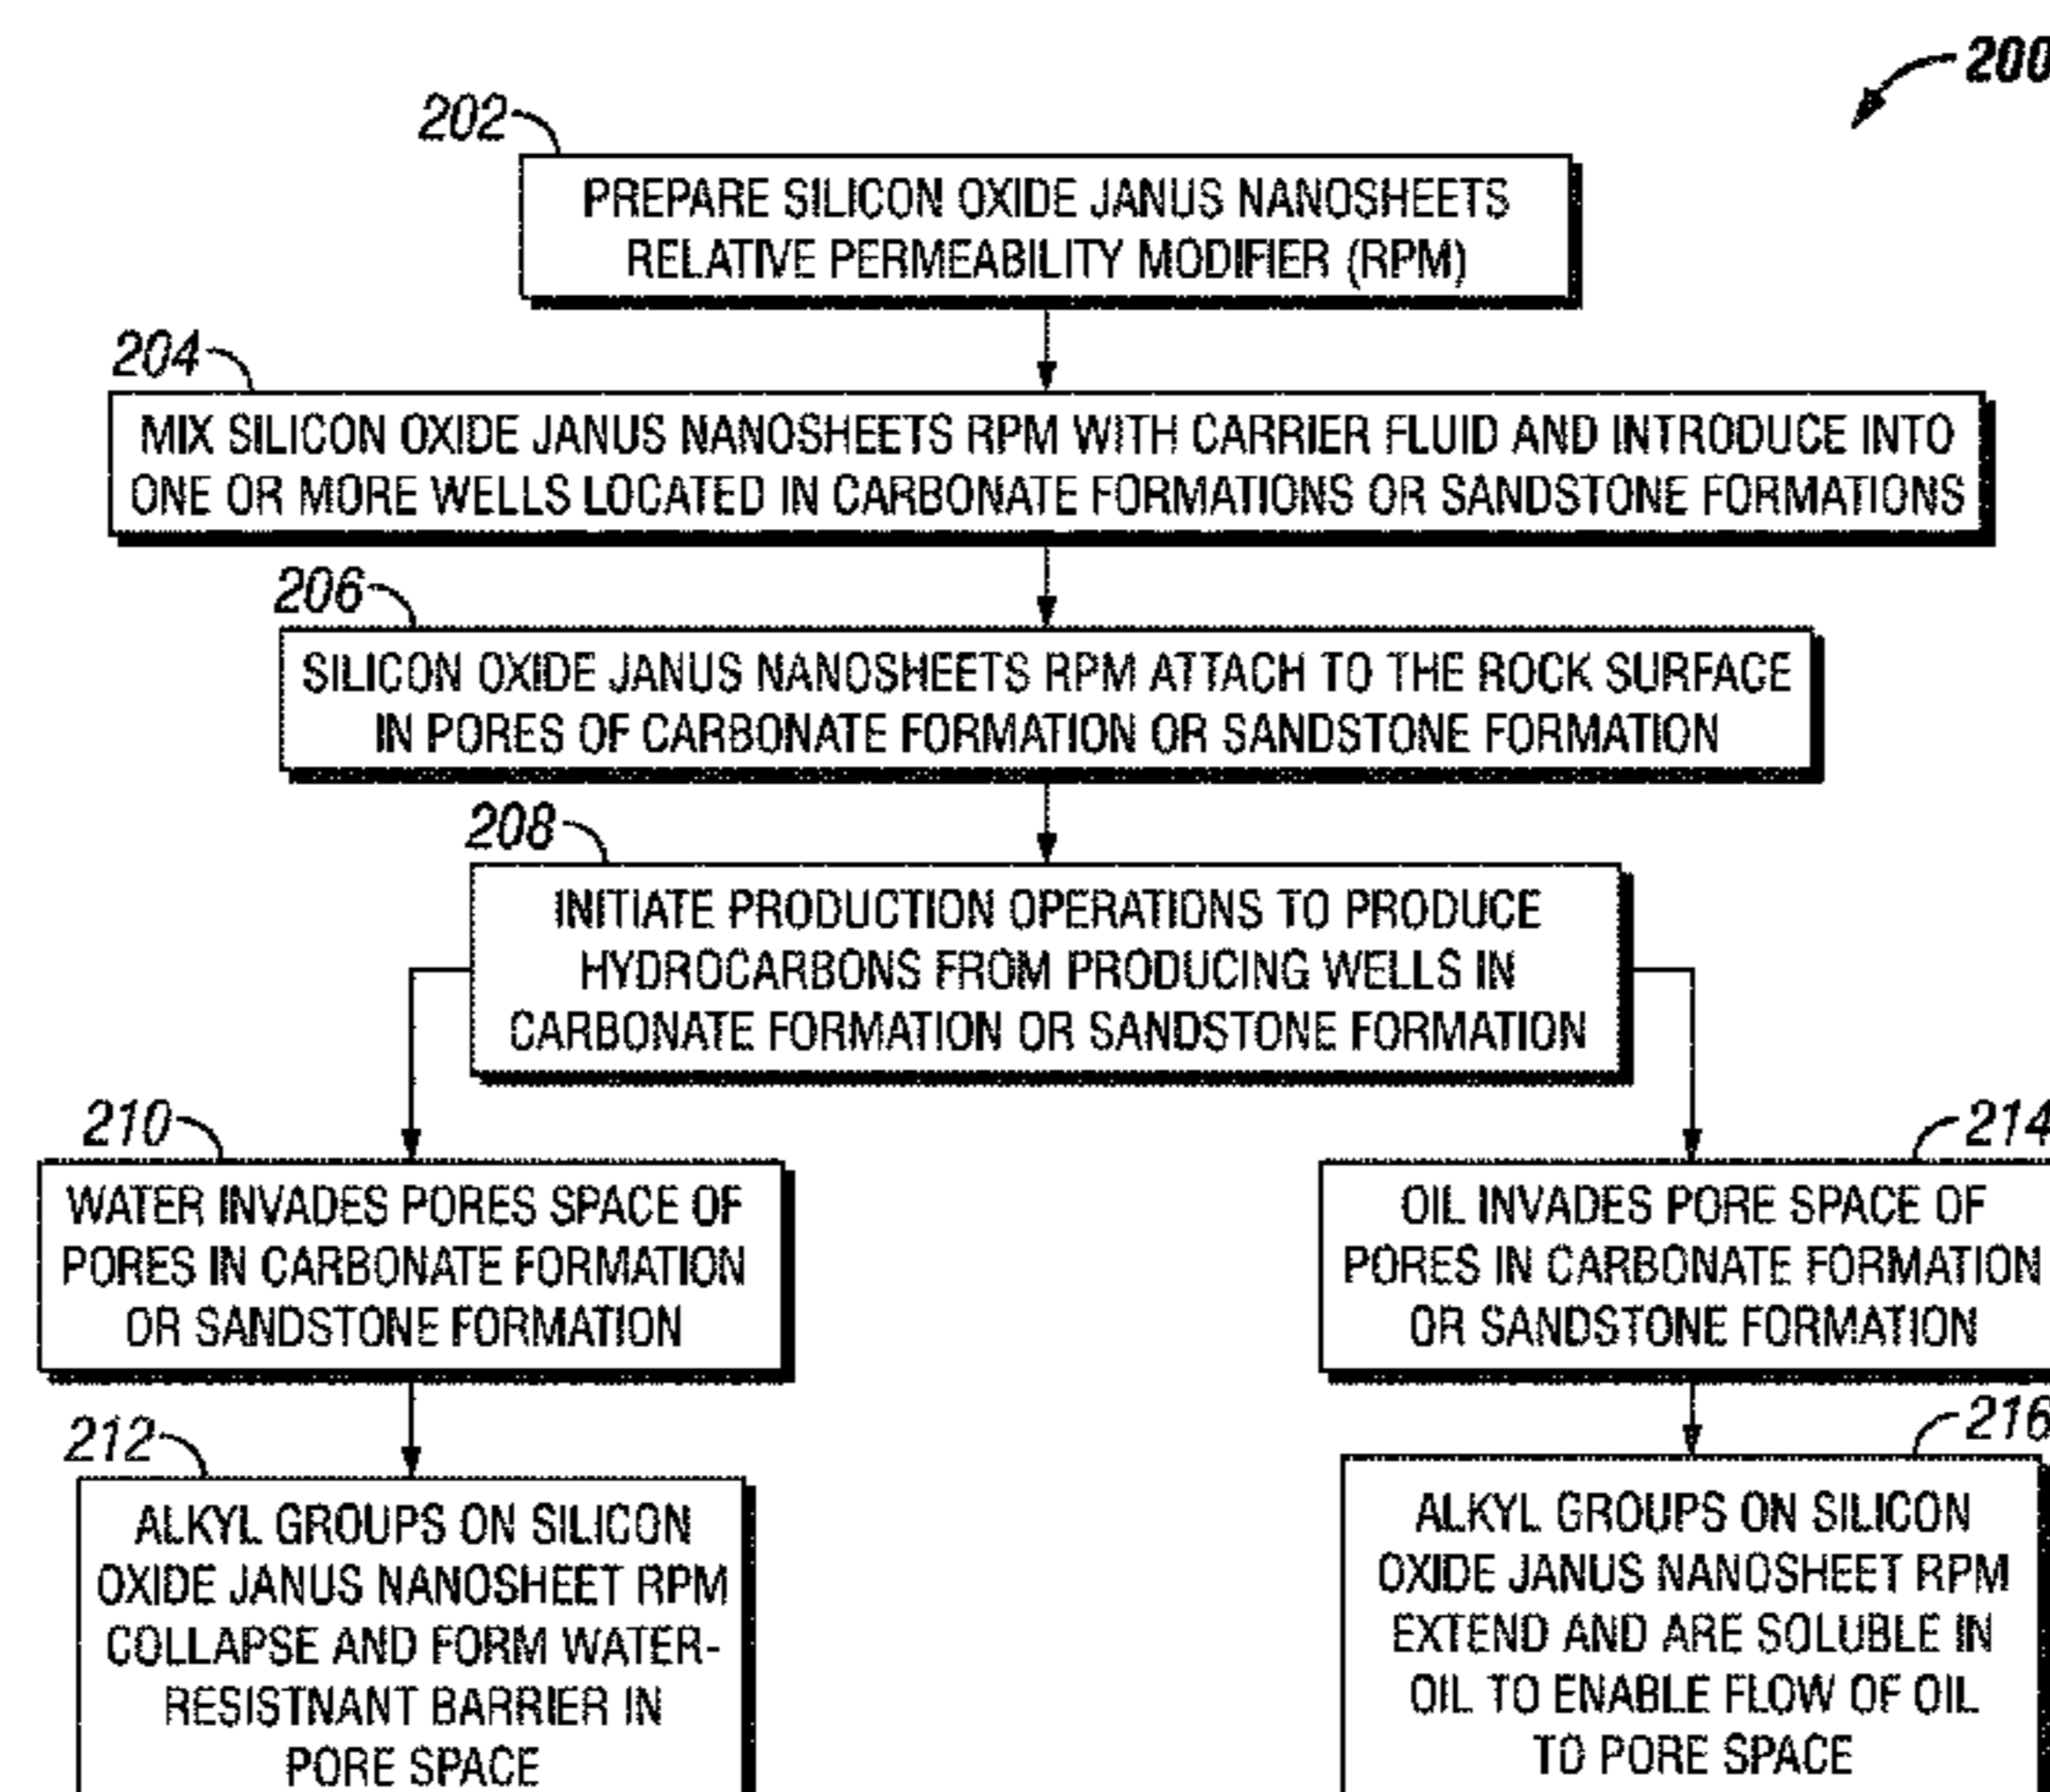 200
202
PREPARE SILICON OXIDE JANUS NANOSHEETS
RELATIVE PERMEABILITY MODIFIER (RPM)
204
MIX SILICON OXIDE JANUS NANOSHEETS RPM WITH CARRIER FLUID AND INTRODUCE INTO
ONE OR MORE WELLS LOCATED IN CARBONATE FORMATIONS OR SANDSTONE FORMATIONS
206
SILICON OXIDE JANUS NANOSHEETS RPM ATTACH TO THE ROCK SURFACE
IN PORES OF CARBONATE FORMATION OR SANDSTONE FORMATION
208
INITIATE PRODUCTION OPERATIONS TO PRODUCE
HYDROCARBONS FROM PRODUCING WELLS IN
CARBONATE FORMATION OR SANDSTONE FORMATION
210
WATER INVADES PORES SPACE OF
PORES IN CARBONATE FORMATION
OR SANDSTONE FORMATION
214
OIL INVADES PORE SPACE OF
PORES IN CARBONATE FORMATION
OR SANDSTONE FORMATION
212
ALKYL GROUPS ON SILICON
OXIDE JANUS NANOSHEET RPM
COLLAPSE AND FORM WATER-
RESISTNANT BARRIER IN
PORE SPACE
216
ALKYL GROUPS ON SILICON
OXIDE JANUS NANOSHEET RPM
EXTEND AND ARE SOLUBLE IN
OIL TO ENABLE FLOW OF OIL
TO PORE SPACE